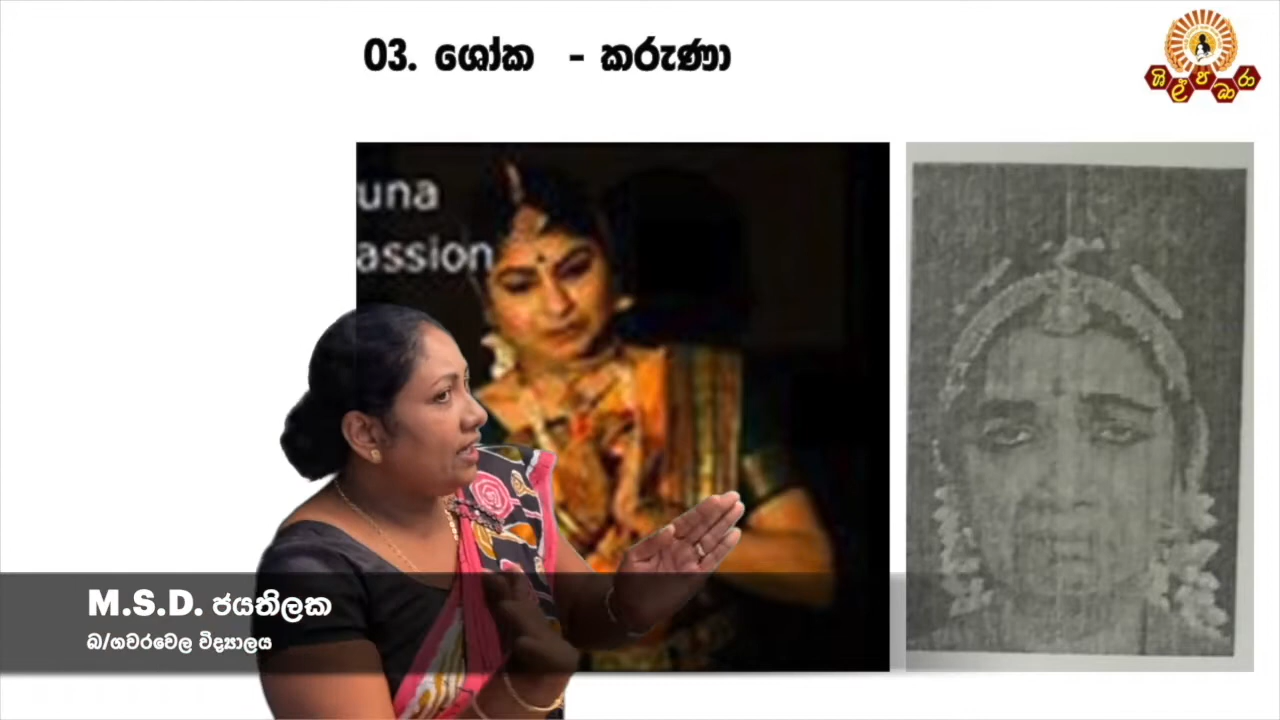 03. ශෝක - කරුණා
ශිල්ප ධාරා
una
assion
M.S.D. ජයතිලක
බ/ගවරවෙල විද්‍යාලය